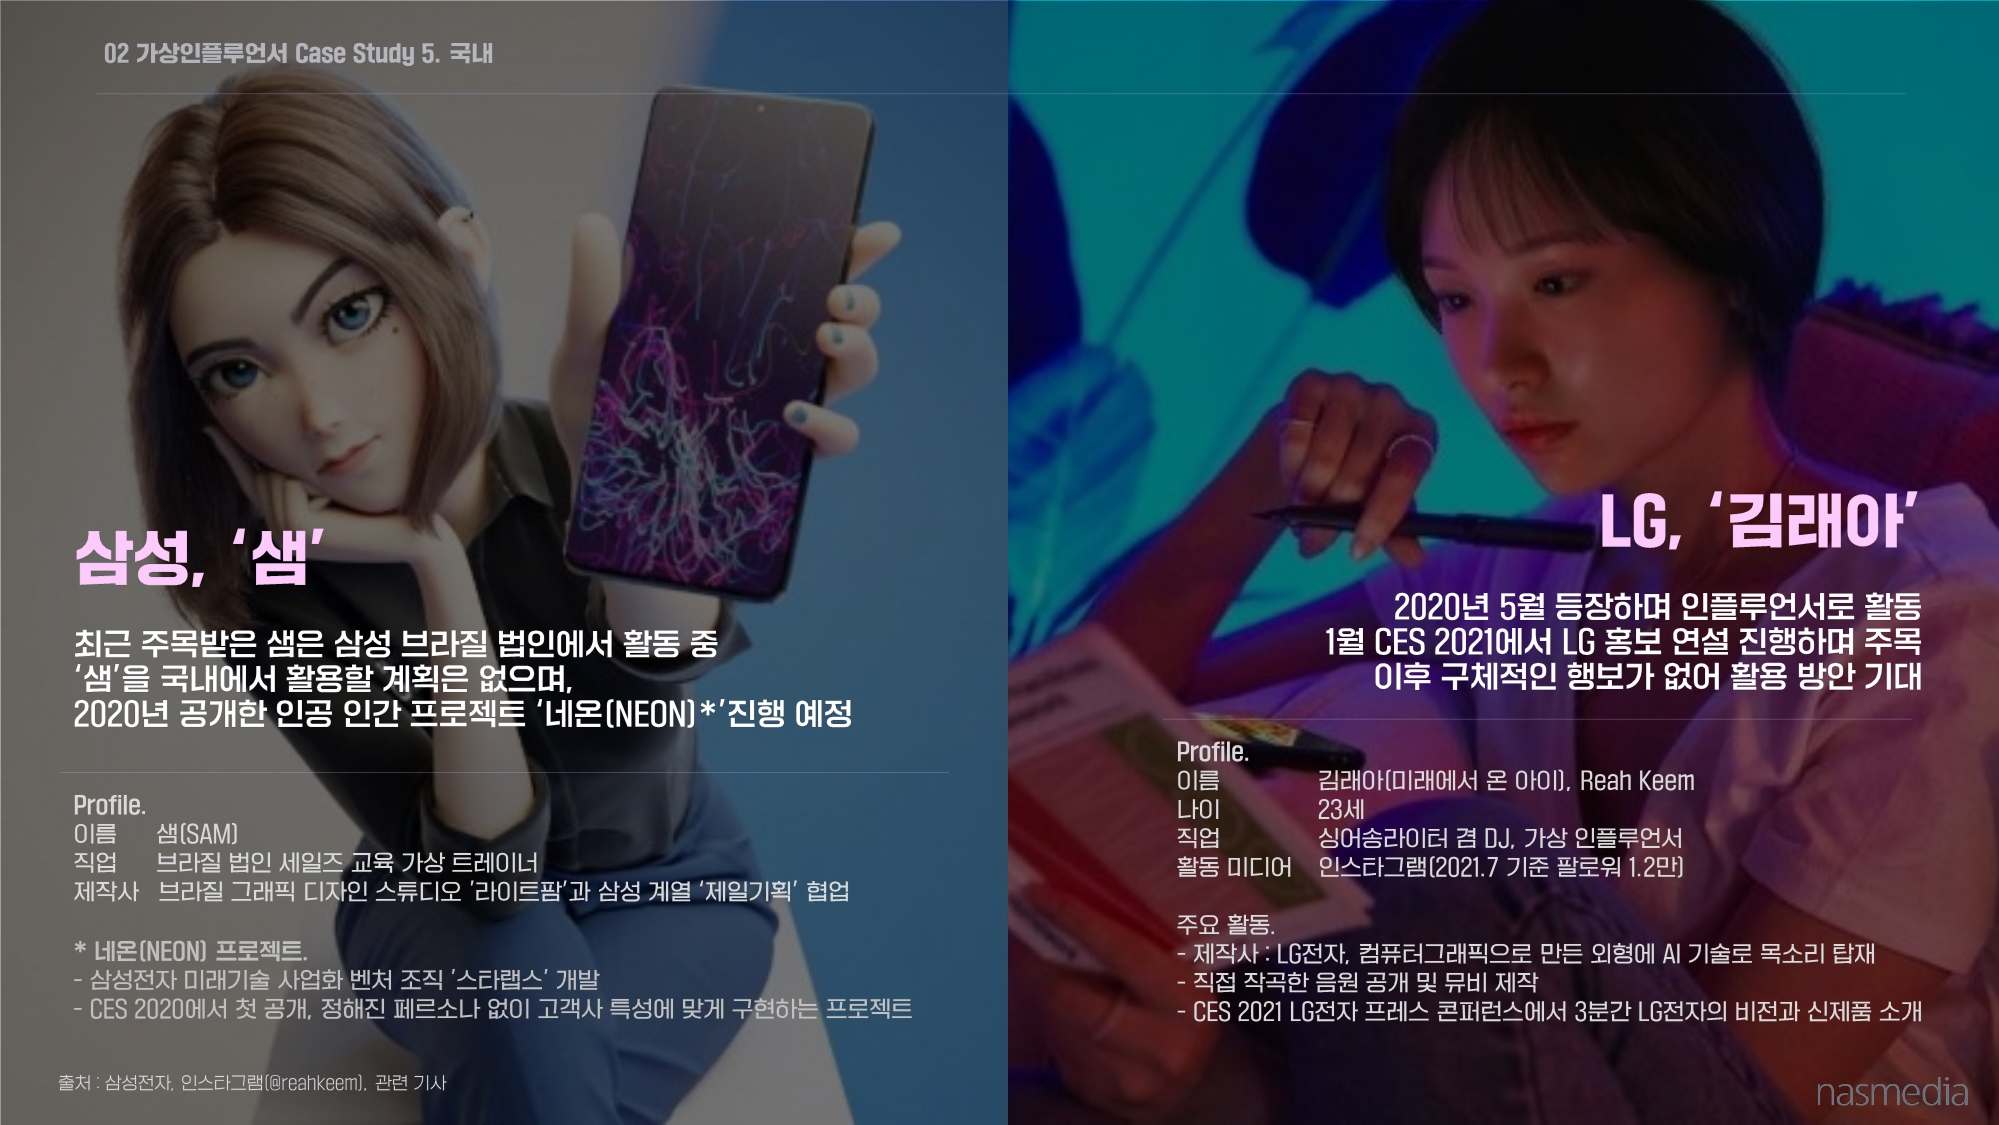 02 가상인플루언서 Case Study 5. 국내
삼성, ‘샘’
최근 주목받은 샘은 삼성 브라질 법인에서 활동 중
‘샘’을 국내에서 활용할 계획은 없으며,
2020년 공개한 인공 인간 프로젝트 ‘네온(NEON)*’진행 예정
Profile.
이름 샘(SAM)
직업 브라질 법인 세일즈 교육 가상 트레이너
제작사 브라질 그래픽 디자인 스튜디오 '라이트팜'과 삼성 계열 ‘제일기획’ 협업
* 네온(NEON) 프로젝트.
- 삼성전자 미래기술 사업화 벤처 조직 '스타랩스’ 개발
- CES 2020에서 첫 공개, 정해진 페르소나 없이 고객사 특성에 맞게 구현하는 프로젝트
출처 : 삼성전자, 인스타그램(@reahkeem), 관련 기사
LG, ‘김래아’
2020년 5월 등장하며 인플루언서로 활동
1월 CES 2021에서 LG 홍보 연설 진행하며 주목
이후 구체적인 행보가 없어 활용 방안 기대
Profile.
이름 김래아(미래에서 온 아이), Reah Keem
나이 23세
직업 싱어송라이터 겸 DJ, 가상 인플루언서
활동 미디어 인스타그램(2021.7 기준 팔로워 1.2만)
주요 활동.
- 제작사 : LG전자, 컴퓨터그래픽으로 만든 외형에 AI 기술로 목소리 탑재
- 직접 작곡한 음원 공개 및 뮤비 제작
- CES 2021 LG전자 프레스 콘퍼런스에서 3분간 LG전자의 비전과 신제품 소개
nasmedia